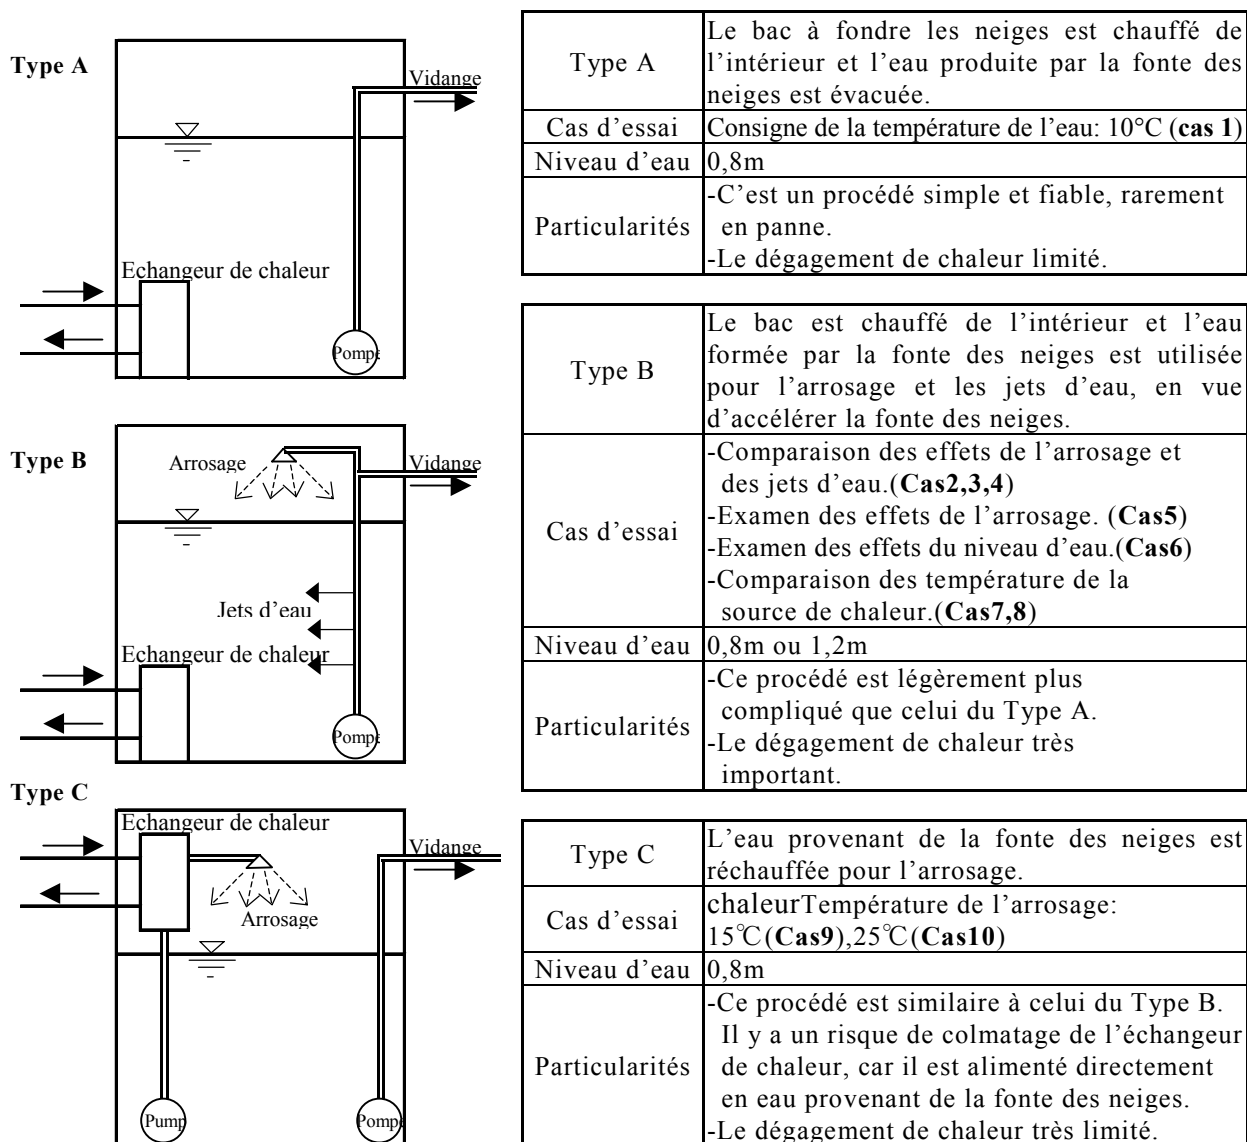 Type A
Vidange
Echangeur de chaleur
Pompe
Type A
Le bac à fondre les neiges est chauffé de
l’intérieur et l’eau produite par la fonte des
neiges est évacuée.
Cas d’essai
Consigne de la température de l’eau: 10°C (cas 1)
Niveau d’eau
0,8m
Particularités
-C’est un procédé simple et fiable, rarement
en panne.
-Le dégagement de chaleur limité.
Type B
Arrosage
Vidange
Jets d’eau
Echangeur de chaleur
Pompe
Type B
Le bac est chauffé de l’intérieur et l’eau
formée par la fonte des neiges est utilisée
pour l’arrosage et les jets d’eau, en vue
d’accélérer la fonte des neiges.
Cas d’essai
-Comparaison des effets de l’arrosage et
des jets d’eau.(Cas2,3,4)
-Examen des effets de l’arrosage. (Cas5)
-Examen des effets du niveau d’eau.(Cas6)
-Comparaison des température de la
source de chaleur.(Cas7,8)
Niveau d’eau
0,8m ou 1,2m
Particularités
-Ce procédé est légèrement plus
compliqué que celui du Type A.
-Le dégagement de chaleur très
important.
Type C
Echangeur de chaleur
Vidange
Arrosage
Pump
Pompe
Type C
L’eau provenant de la fonte des neiges est
réchauffée pour l’arrosage.
Cas d’essai
chaleurTempérature de l’arrosage:
15℃(Cas9),25℃(Cas10)
Niveau d’eau
0,8m
Particularités
-Ce procédé est similaire à celui du Type B.
Il y a un risque de colmatage de l’échangeur
de chaleur, car il est alimenté directement
en eau provenant de la fonte des neiges.
-Le dégagement de chaleur très limité.